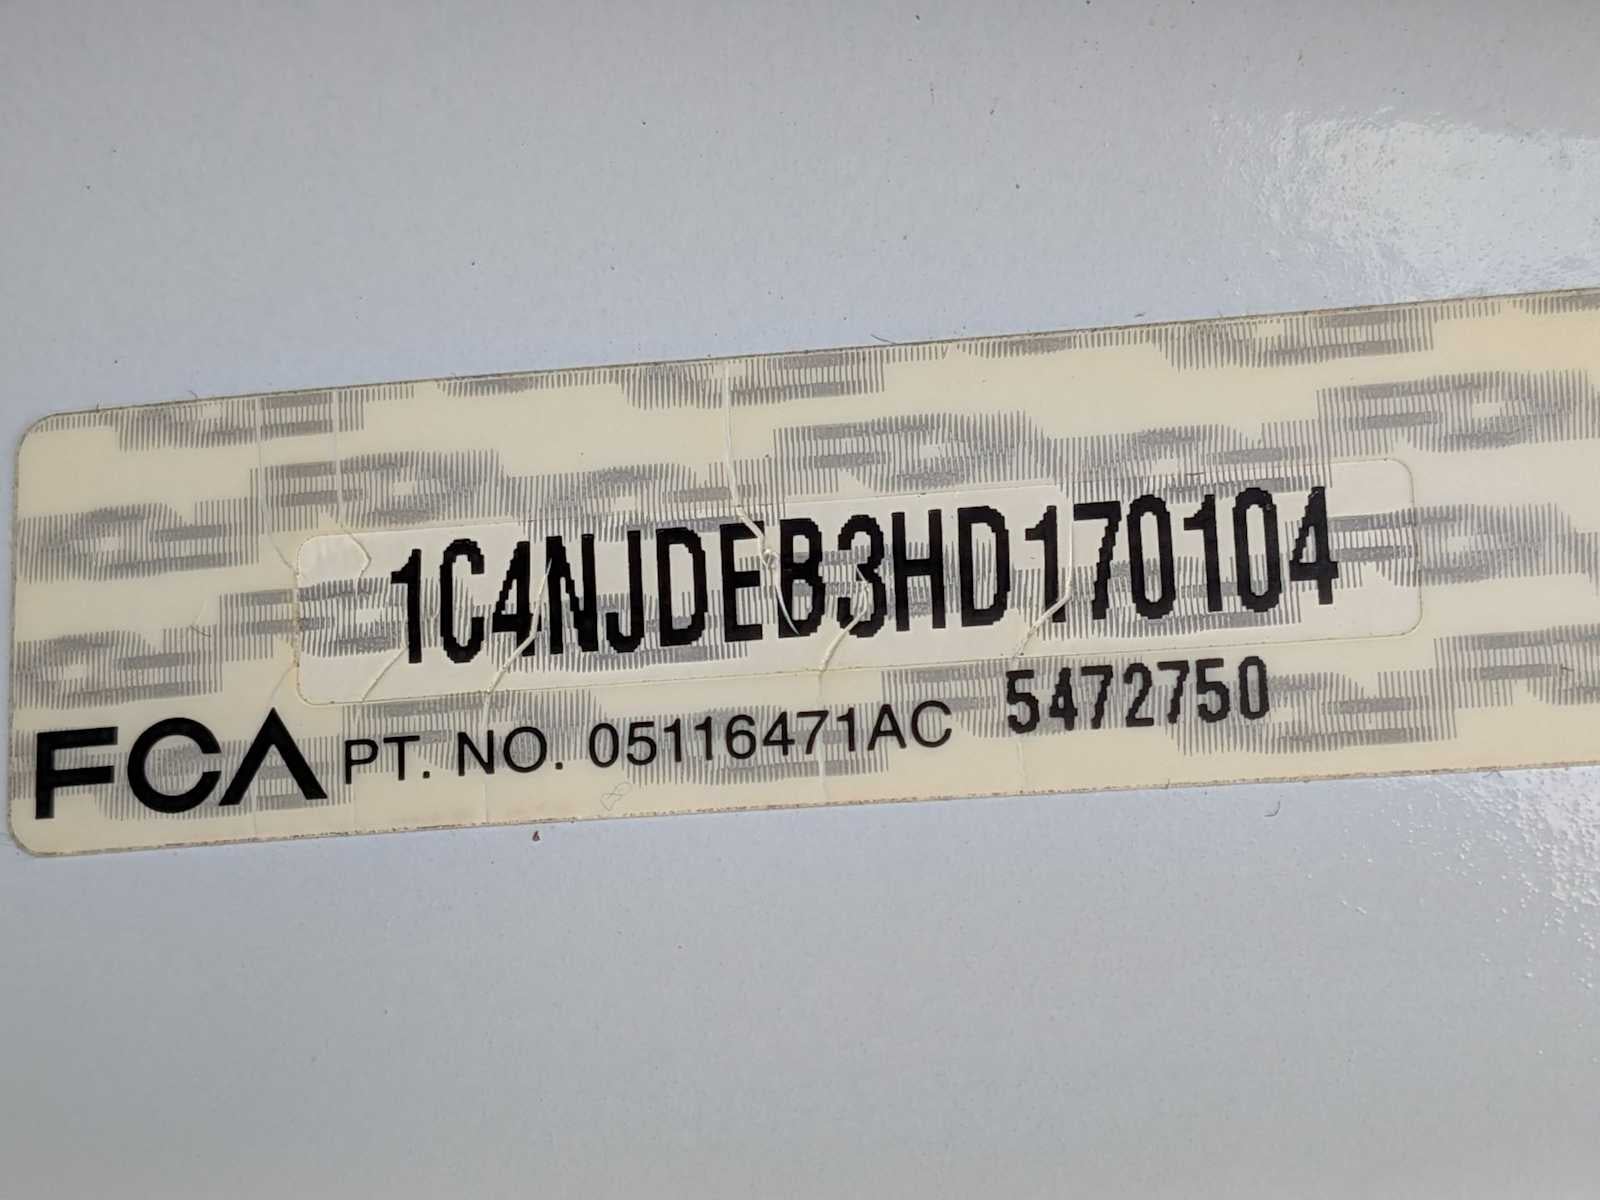 1C4NJDEB3HD170104
FCA PT. NO. 05116471AC 5472750